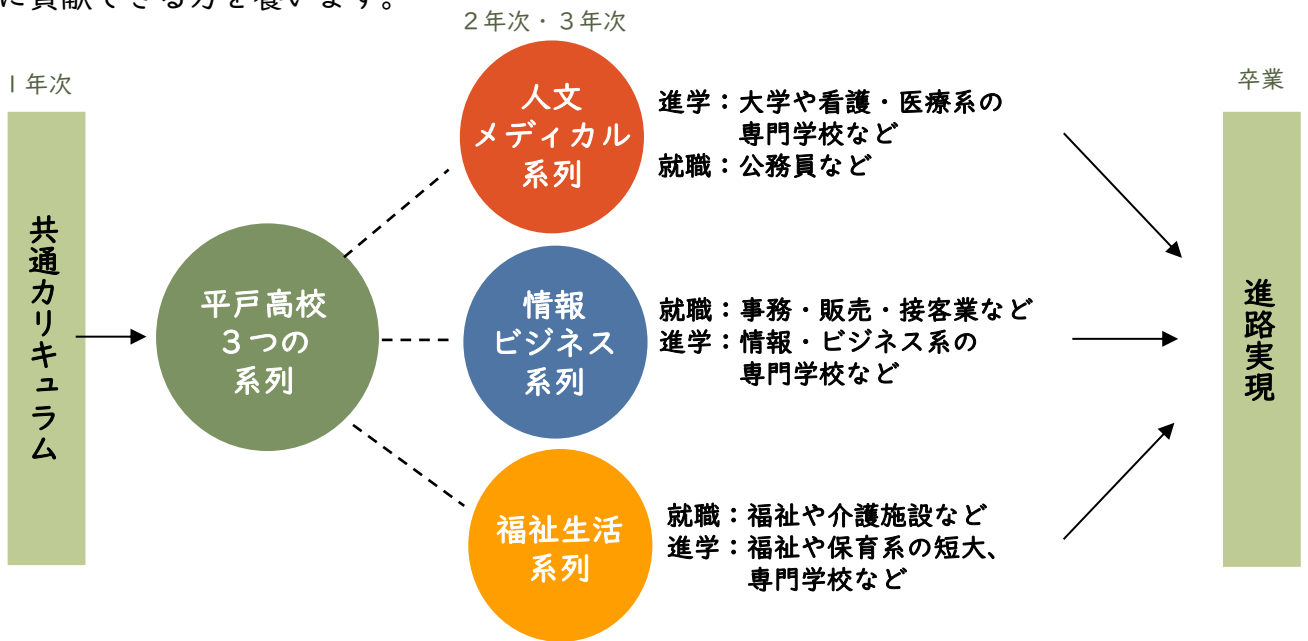 に貢献できる力を養います。
1年次
2年次・3年次
卒業
共通カリキュラム
平戸高校
3つの
系列
人文
メディカル
系列
進学：大学や看護・医療系の
専門学校など
就職：公務員など
情報
ビジネス
系列
就職：事務・販売・接客業など
進学：情報・ビジネス系の
専門学校など
福祉生活
系列
就職：福祉や介護施設など
進学：福祉や保育系の短大、
専門学校など
進路実現